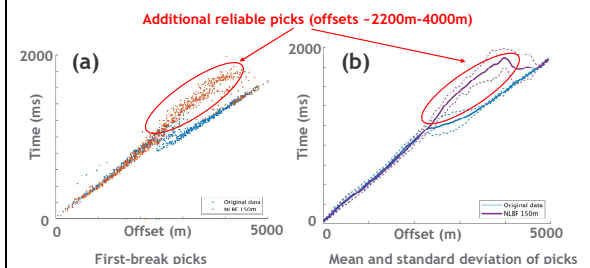 Additional reliable picks (offsets ~2200m-4000m)
2000
(a)
Time (ms)
0
Original data
NLBF 150m
0
Offset (m)
5000
First-break picks
2000
(b)
Time (ms)
0
Original data
NLBF 150m
0
Offset (m)
5000
Mean and standard deviation of picks